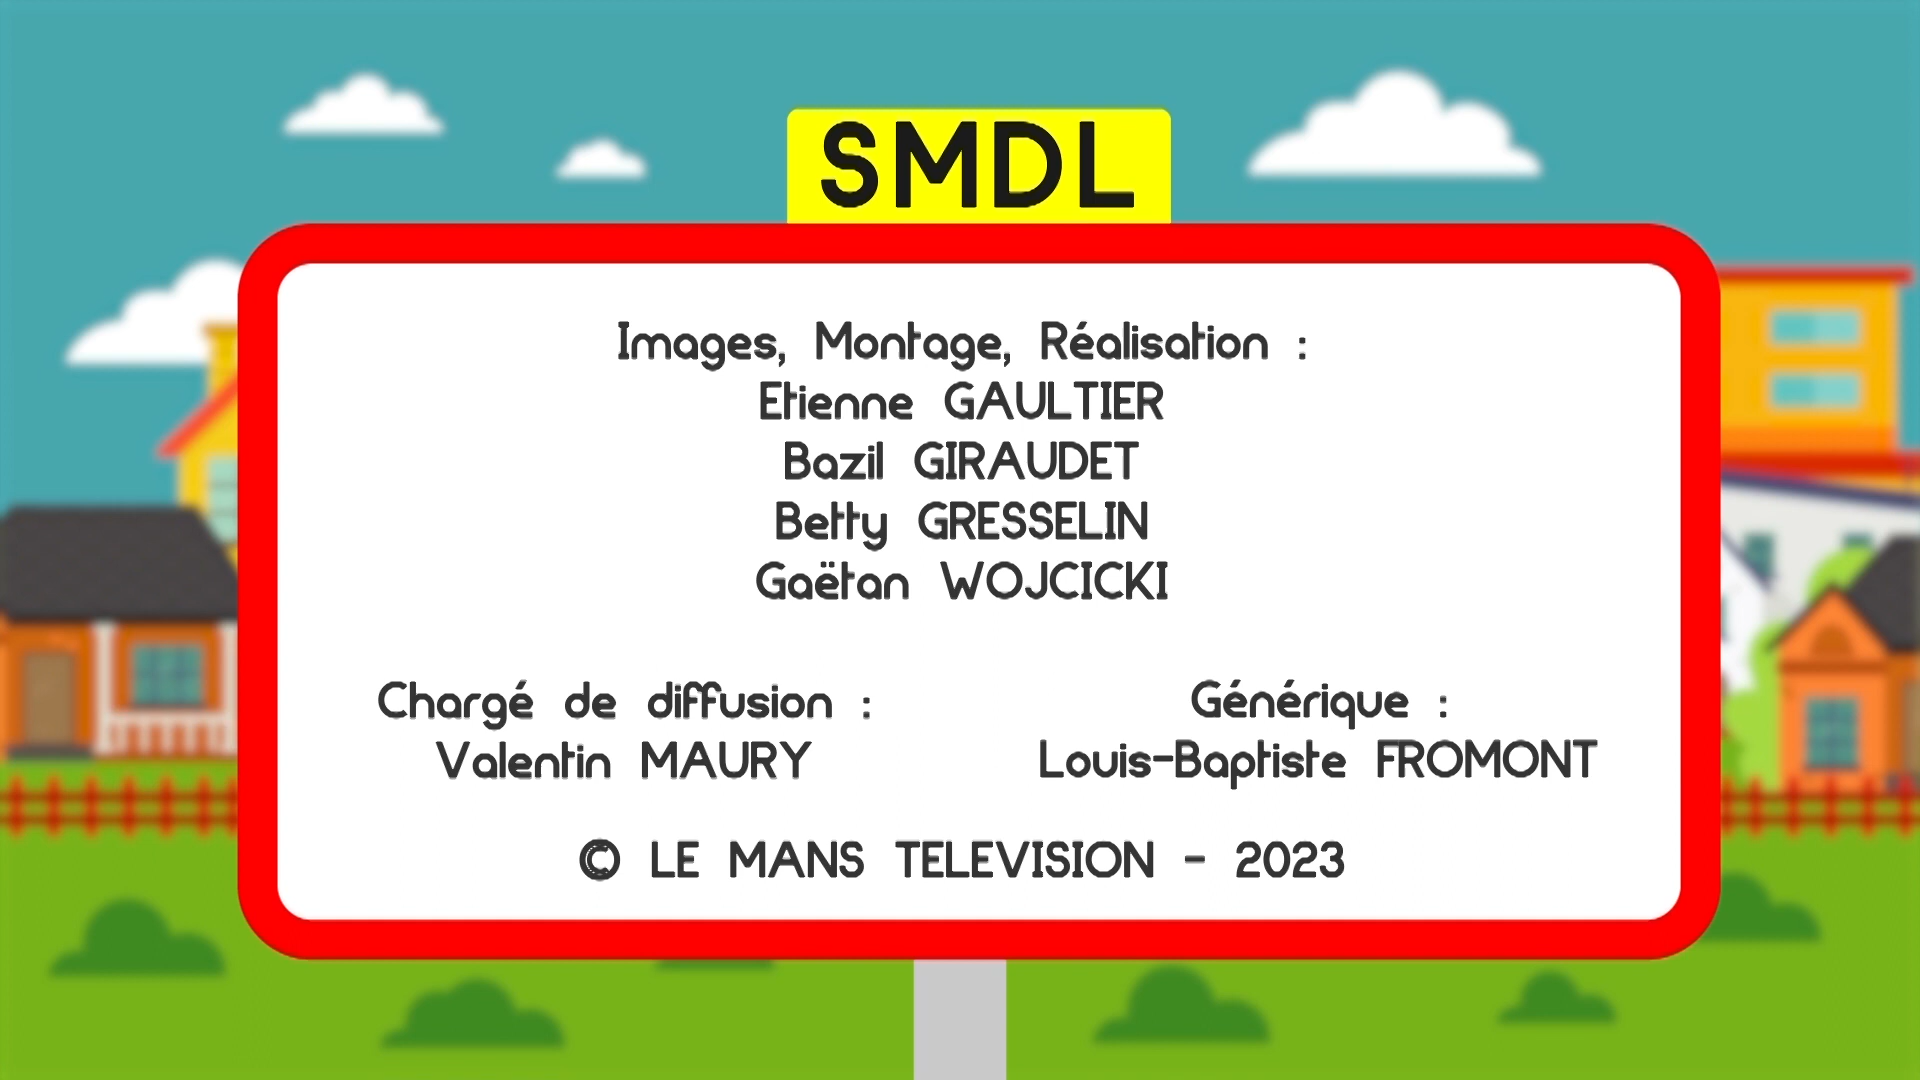 SMDL
Images, Montage, Réalisation :
Etienne GAULTIER
Bazil GIRAUDET
Betty GRESSELIN
Gaëtan WOJCICKI
Chargé de diffusion :
Valentin MAURY
Générique :
Louis-Baptiste FROMONT
© LE MANS TELEVISION - 2023